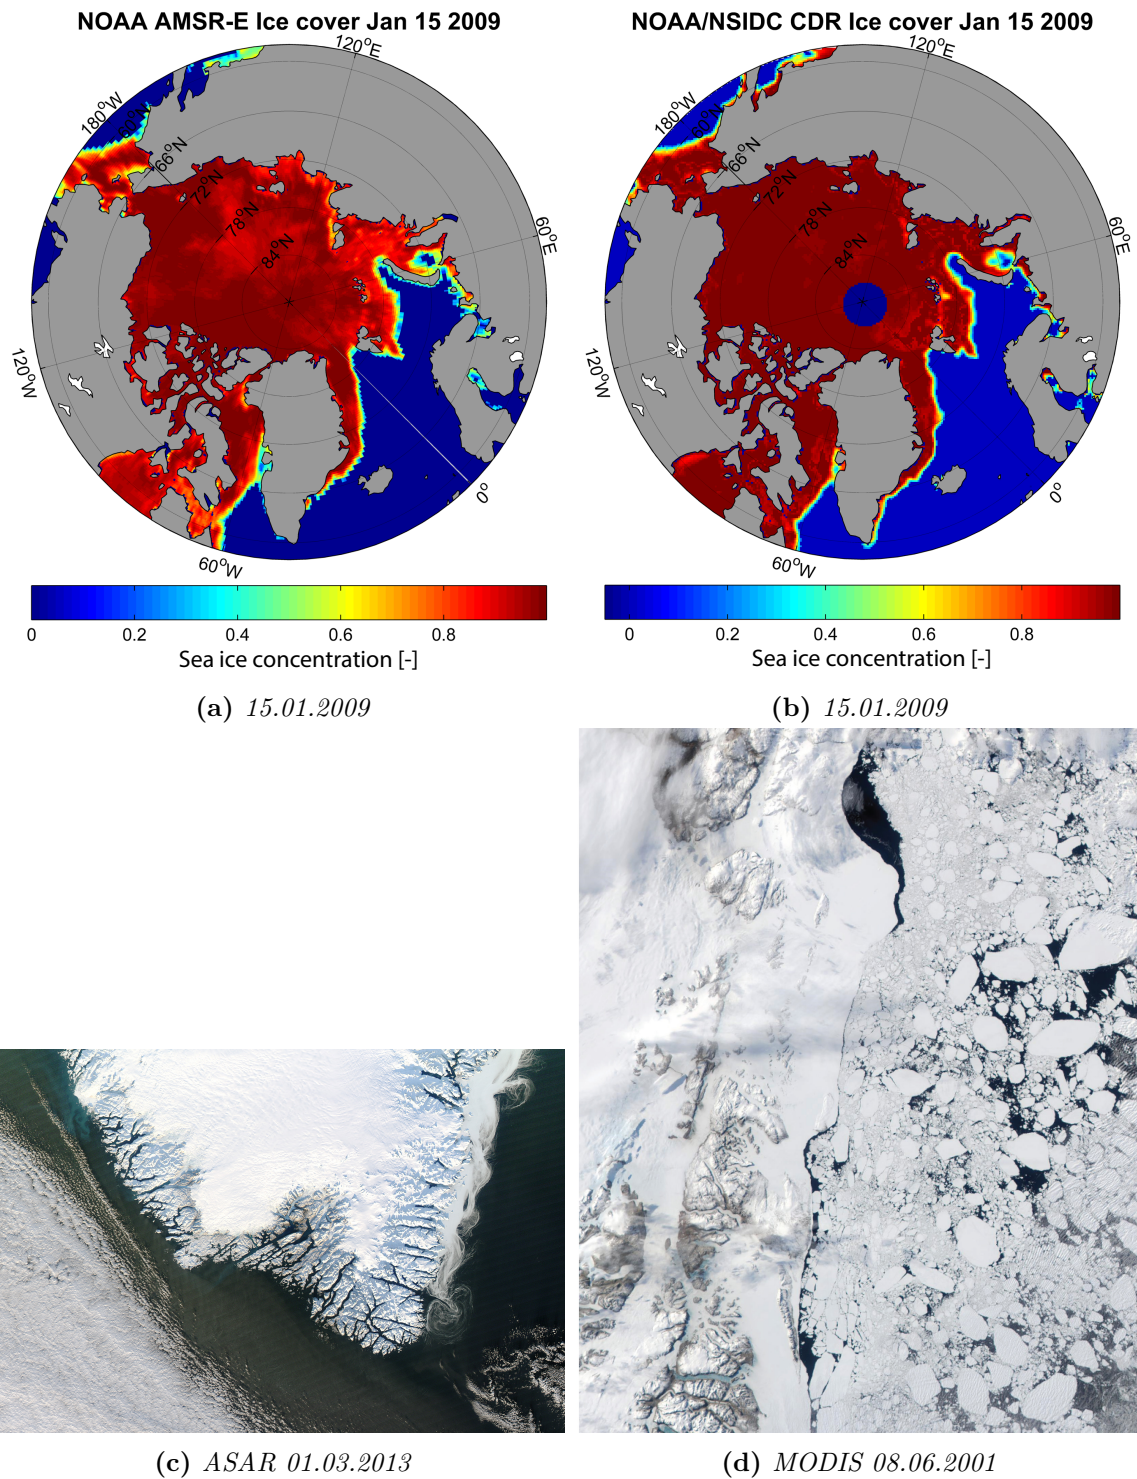 NOAA AMSR-E Ice cover Jan 15 2009
120°E
180°W
60°N
66°N
72°N
78°N
84°N
60°E
120°W
0°
60°W
0 0.2 0.4 0.6 0.8
Sea ice concentration [-]
(a) 15.01.2009
NOAA/NSIDC CDR Ice cover Jan 15 2009
120°E
180°W
60°N
66°N
72°N
78°N
84°N
60°E
120°W
0°
60°W
0 0.2 0.4 0.6 0.8
Sea ice concentration [-]
(b) 15.01.2009
(c) ASAR 01.03.2013
(d) MODIS 08.06.2001